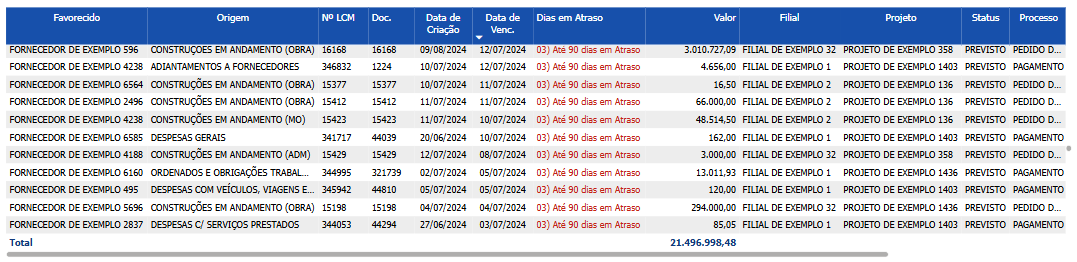 Favorecido Origem Nº LCM Doc. Data de Criação Data de Venc. Dias em Atraso Valor Filial Projeto Status Processo
FORNECEDOR DE EXEMPLO 596 CONSTRUÇÕES EM ANDAMENTO (OBRA) 16168 16168 09/08/2024 12/07/2024 03) Até 90 dias em Atraso 3.010.727,09 FILIAL DE EXEMPLO 32 PROJETO DE EXEMPLO 358 PREVISTO PEDIDO D...
FORNECEDOR DE EXEMPLO 4238 ADIANTAMENTOS A FORNECEDORES 346832 1224 10/07/2024 12/07/2024 03) Até 90 dias em Atraso 4.656,00 FILIAL DE EXEMPLO 1 PROJETO DE EXEMPLO 1403 PREVISTO PAGAMENTO
FORNECEDOR DE EXEMPLO 6564 CONSTRUÇÕES EM ANDAMENTO (OBRA) 15377 15377 10/07/2024 11/07/2024 03) Até 90 dias em Atraso 16,50 FILIAL DE EXEMPLO 2 PROJETO DE EXEMPLO 136 PREVISTO PEDIDO D...
FORNECEDOR DE EXEMPLO 2496 CONSTRUÇÕES EM ANDAMENTO (OBRA) 15412 15412 11/07/2024 11/07/2024 03) Até 90 dias em Atraso 66.000,00 FILIAL DE EXEMPLO 2 PROJETO DE EXEMPLO 136 PREVISTO PEDIDO D...
FORNECEDOR DE EXEMPLO 4238 CONSTRUÇÕES EM ANDAMENTO (MO) 15423 15423 11/07/2024 10/07/2024 03) Até 90 dias em Atraso 48.514,50 FILIAL DE EXEMPLO 2 PROJETO DE EXEMPLO 136 PREVISTO PEDIDO D...
FORNECEDOR DE EXEMPLO 6585 DESPESAS GERAIS 341717 44039 20/06/2024 10/07/2024 03) Até 90 dias em Atraso 162,00 FILIAL DE EXEMPLO 1 PROJETO DE EXEMPLO 1403 PREVISTO PAGAMENTO
FORNECEDOR DE EXEMPLO 4188 CONSTRUÇÕES EM ANDAMENTO (ADM) 15429 15429 12/07/2024 08/07/2024 03) Até 90 dias em Atraso 3.000,00 FILIAL DE EXEMPLO 32 PROJETO DE EXEMPLO 358 PREVISTO PEDIDO D...
FORNECEDOR DE EXEMPLO 6160 ORDENADOS E OBRIGAÇÕES TRABAL... 344995 321739 02/07/2024 05/07/2024 03) Até 90 dias em Atraso 13.011,93 FILIAL DE EXEMPLO 1 PROJETO DE EXEMPLO 1436 PREVISTO PAGAMENTO
FORNECEDOR DE EXEMPLO 495 DESPESAS COM VEÍCULOS, VIAGENS E... 345942 44810 05/07/2024 05/07/2024 03) Até 90 dias em Atraso 120,00 FILIAL DE EXEMPLO 1 PROJETO DE EXEMPLO 1403 PREVISTO PAGAMENTO
FORNECEDOR DE EXEMPLO 5696 CONSTRUÇÕES EM ANDAMENTO (OBRA) 15198 15198 04/07/2024 04/07/2024 03) Até 90 dias em Atraso 294.000,00 FILIAL DE EXEMPLO 32 PROJETO DE EXEMPLO 1436 PREVISTO PEDIDO D...
FORNECEDOR DE EXEMPLO 2837 DESPESAS C/ SERVIÇOS PRESTADOS 344053 44294 27/06/2024 03/07/2024 03) Até 90 dias em Atraso 85,05 FILIAL DE EXEMPLO 1 PROJETO DE EXEMPLO 1403 PREVISTO PAGAMENTO
Total 21.496.998,48